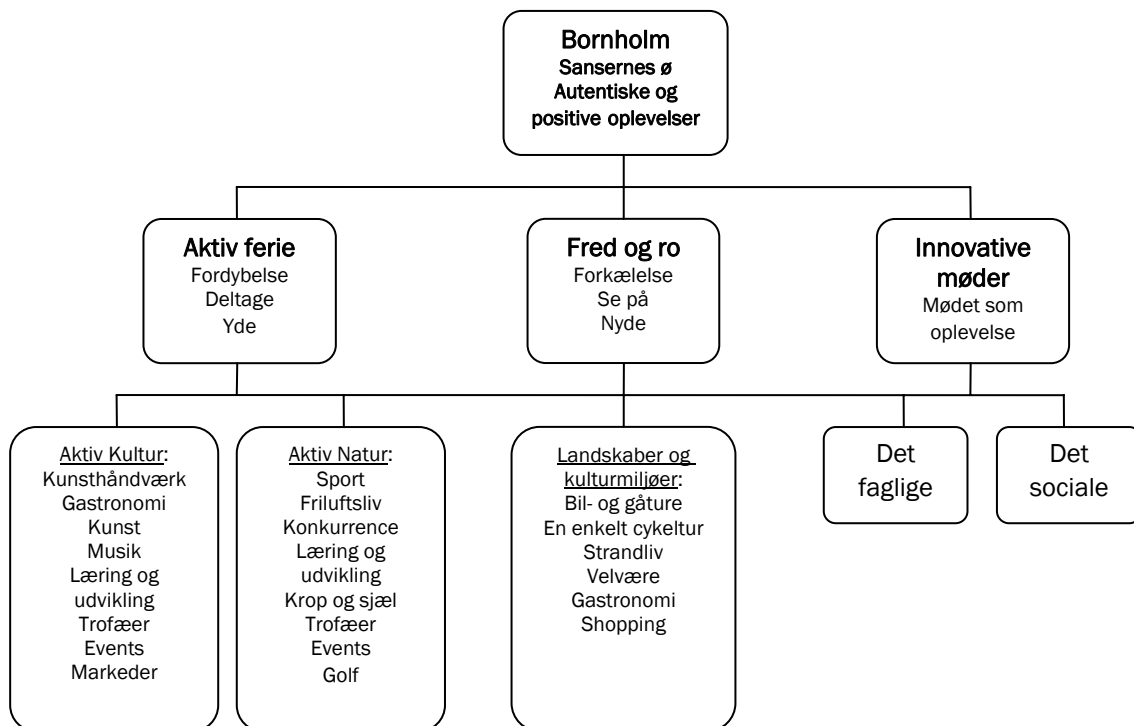 Bornholm
Sansernes ø
Autentiske og
positive oplevelser
Aktiv ferie
Fordybelse
Deltage
Yde
Fred og ro
Forkælelse
Se på
Nyde
Innovative
møder
Mødet som
oplevelse
Aktiv Kultur:
Kunsthåndværk
Gastronomi
Kunst
Musik
Læring og
udvikling
Trofæer
Events
Markeder
Aktiv Natur:
Sport
Friluftsliv
Konkurrence
Læring og
udvikling
Krop og sjæl
Trofæer
Events
Golf
Landskaber og
kulturmiljøer:
Bil- og gåture
En enkelt cykeltur
Strandliv
Velvære
Gastronomi
Shopping
Det
faglige
Det
sociale